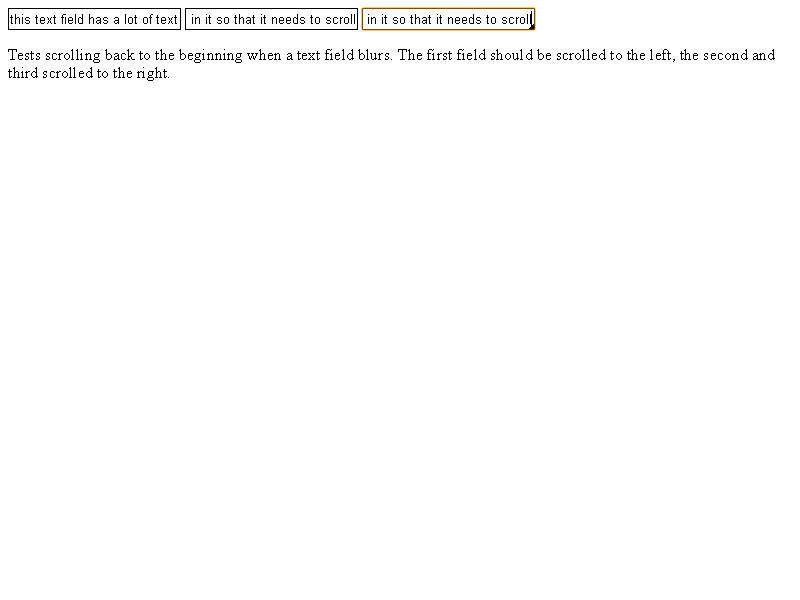 this text field has a lot of text in it so that it needs to scroll in it so that it needs to scroll
Tests scrolling back to the beginning when a text field blurs. The first field should be scrolled to the left, the second and
third scrolled to the right.